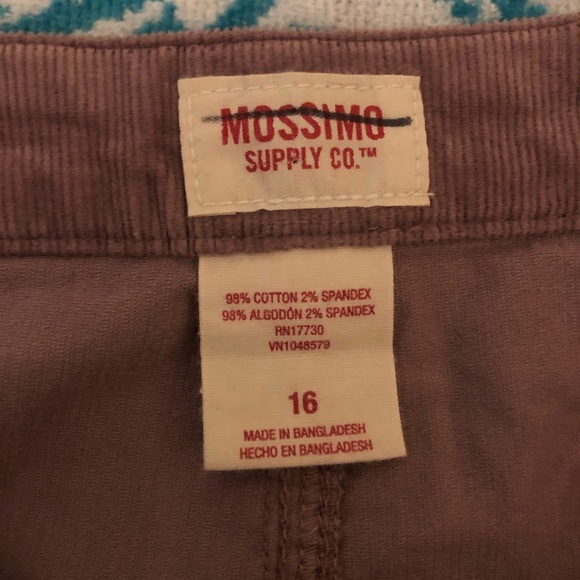 MOSSIMO
SUPPLY CO.™
98% COTTON 2% SPANDEX
98% ALGODÓN 2% SPANDEX
RN17730
VN1048579
16
MADE IN BANGLADESH
HECHO EN BANGLADESH